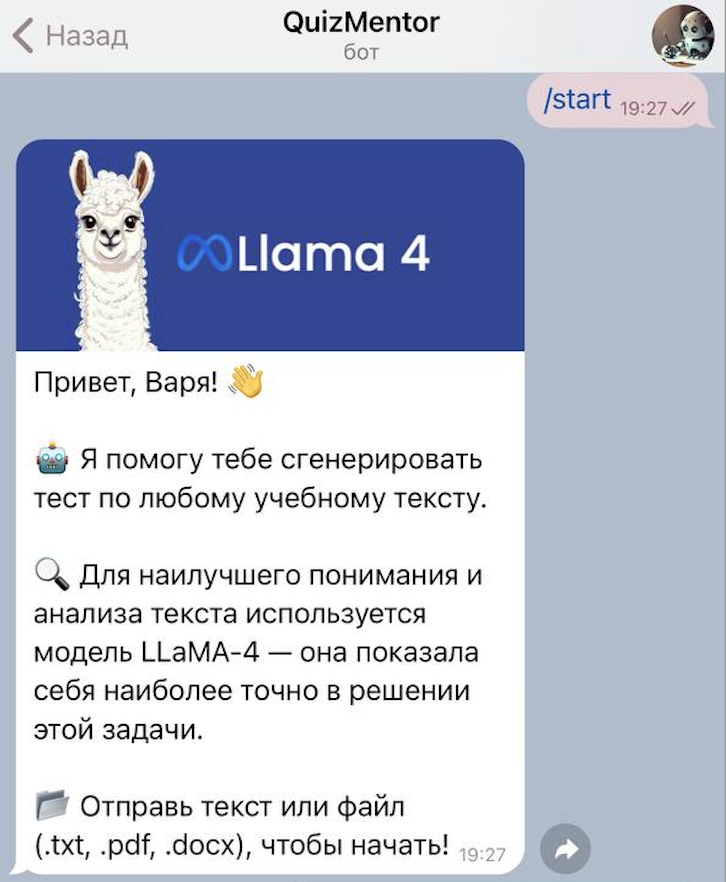 Назад
QuizMentor
бот
/start 19:27
Llama 4
Привет, Варя! 👋
🤖 Я помогу тебе сгенерировать
тест по любому учебному тексту.
🔍 Для наилучшего понимания и
анализа текста используется
модель LLaMA-4 — она показала
себя наиболее точно в решении
этой задачи.
📂 Отправь текст или файл
(.txt, .pdf, .docx), чтобы начать! 19:27